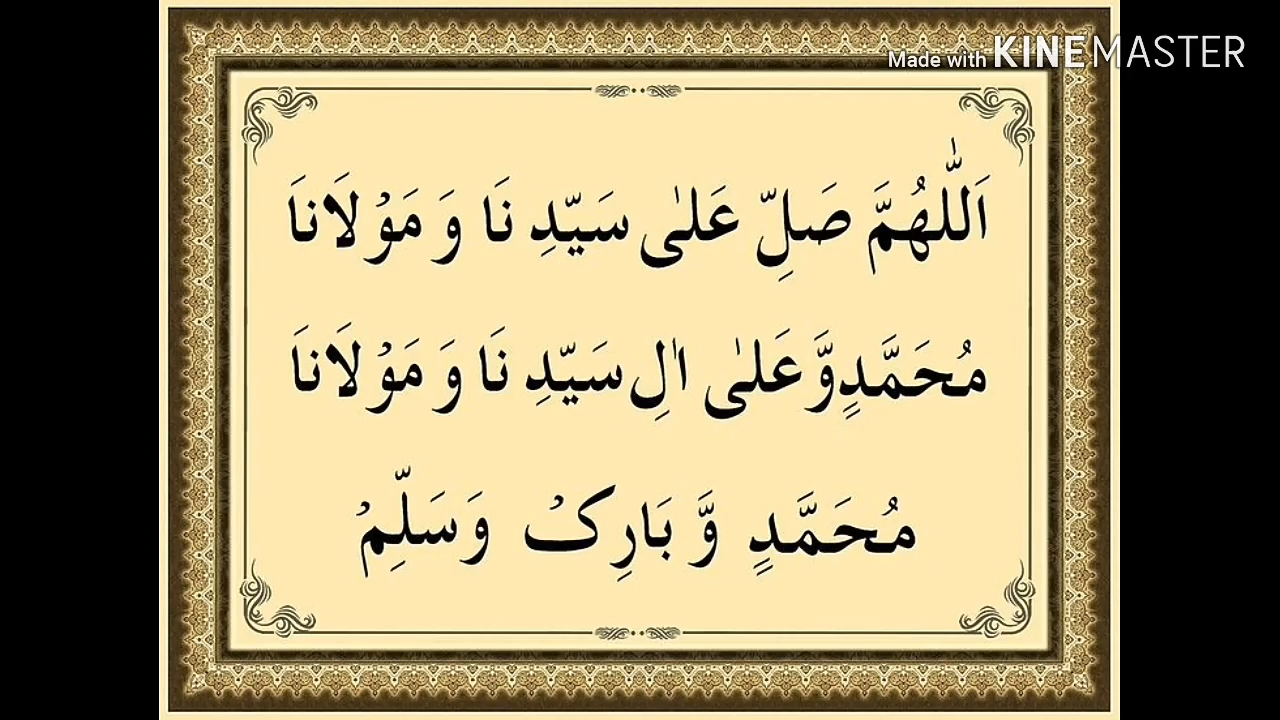 Made with KINEMASTER
اَللّٰهُمَّ صَلِّ عَلٰی سَیِّدِ نَا وَ مَوْلَانَا
مُحَمَّدٍوَّ عَلٰی اٰلِ سَیِّدِ نَا وَ مَوْلَانَا
مُحَمَّدٍ وَّ بَارِکْ وَسَلِّمْ